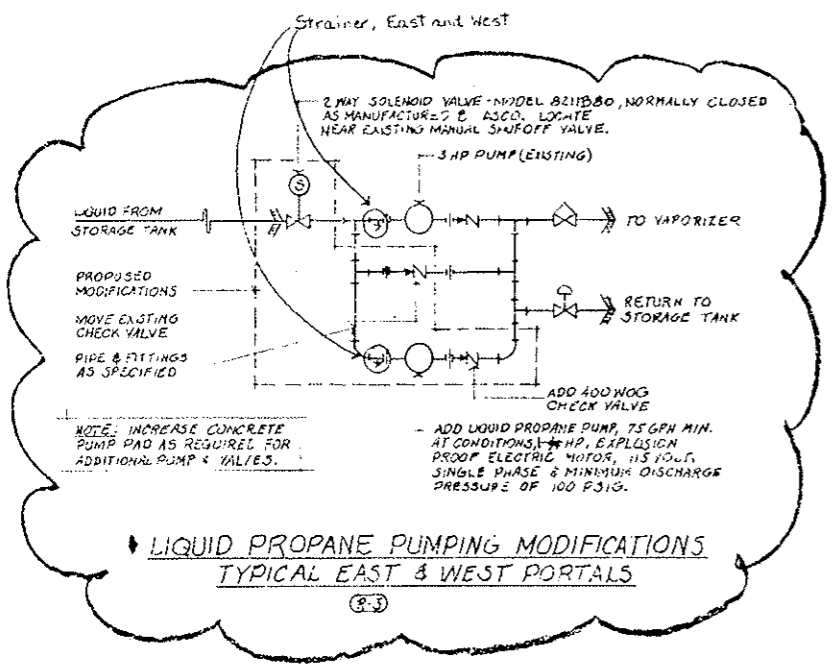 Strainer, East and West
2 WAY SOLENOID VALVE - MODEL 8211B80, NORMALLY CLOSED
AS MANUFACTURED ASCO. LOCATE
NEAR EXISTING MANUAL SHUTOFF VALVE.
3 HP PUMP (EXISTING)
S
LIQUID FROM
STORAGE TANK
TO VAPORIZER
PROPOSED
MODIFICATIONS
RETURN TO
STORAGE TANK
MOVE EXISTING
CHECK VALVE
PIPE & FITTINGS
AS SPECIFIED
ADD 400 WOG
CHECK VALVE
NOTE: INCREASE CONCRETE
PUMP PAD AS REQUIRED FOR
ADDITIONAL PUMP & VALVES.
ADD LIQUID PROPANE PUMP, 75 GPH MIN.
AT CONDITIONS, HP, EXPLOSION
PROOF ELECTRIC MOTOR, 115 VOLT,
SINGLE PHASE & MINIMUM DISCHARGE
PRESSURE OF 100 PSIG.
LIQUID PROPANE PUMPING MODIFICATIONS
TYPICAL EAST & WEST PORTALS